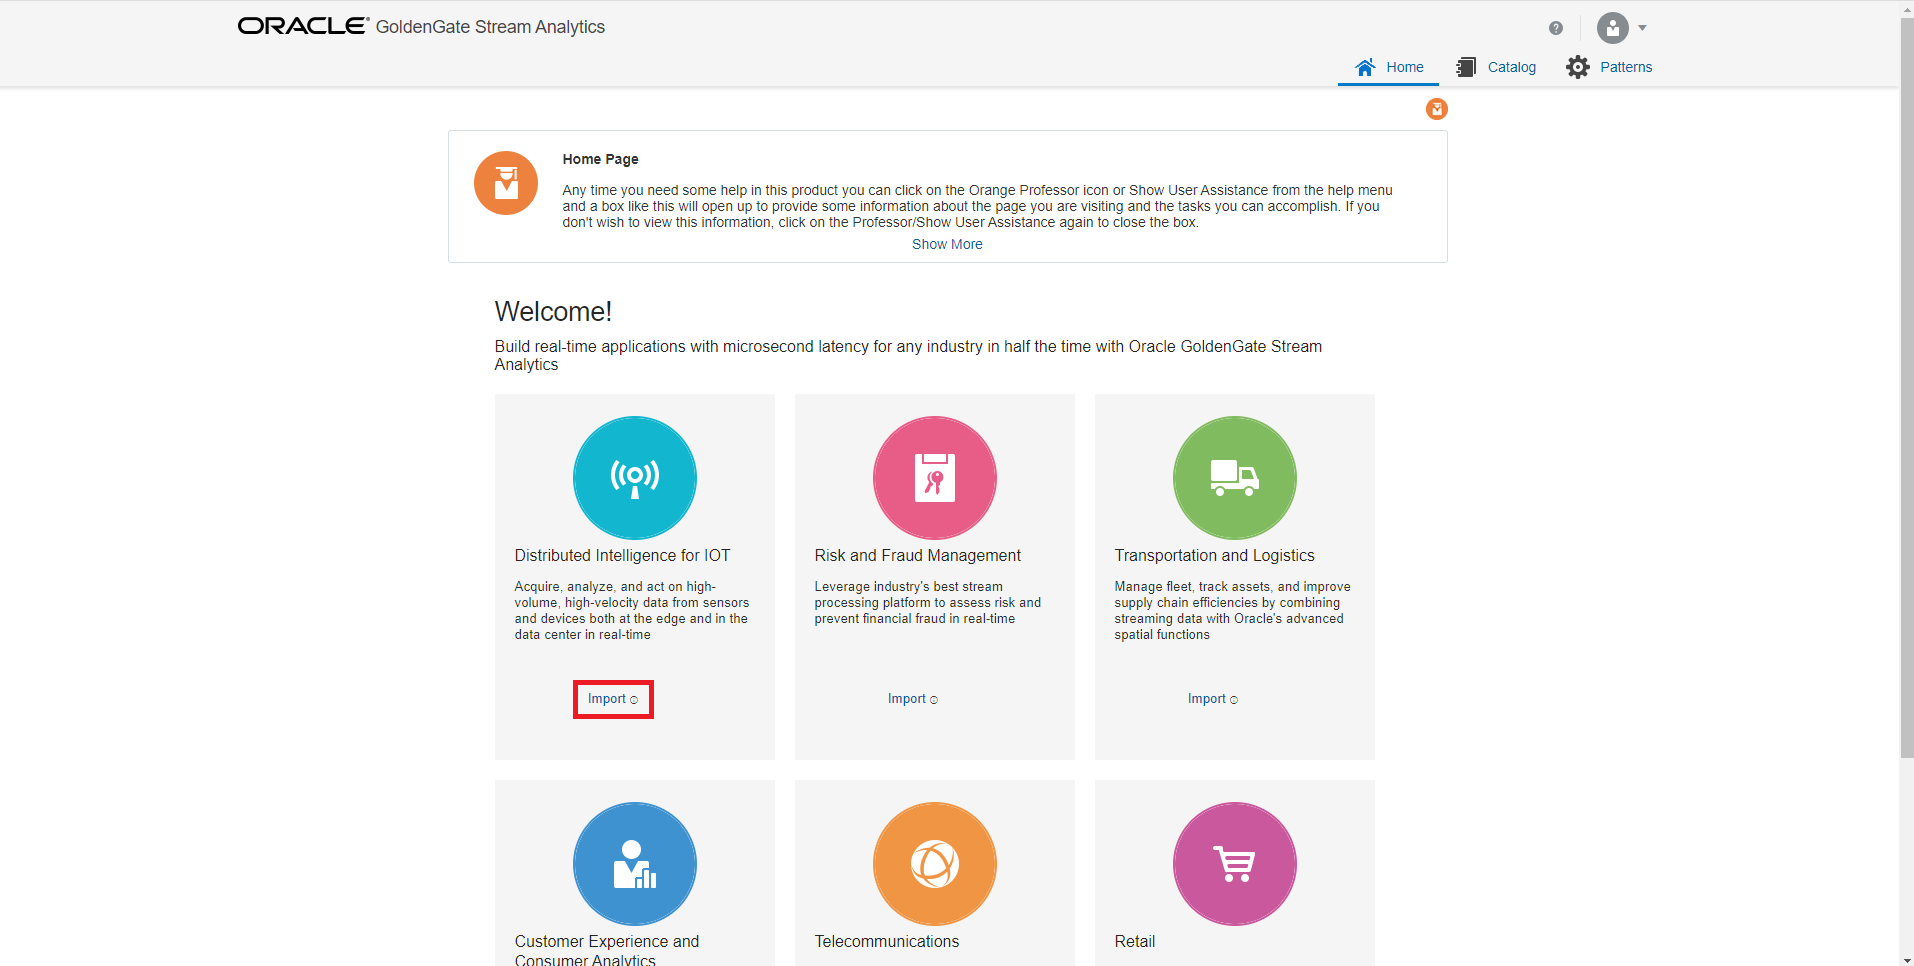 ORACLE® GoldenGate Stream Analytics
Home Catalog Patterns
Home Page
Any time you need some help in this product you can click on the Orange Professor icon or Show User Assistance from the help menu
and a box like this will open up to provide some information about the page you are visiting and the tasks you can accomplish. If you
don't wish to view this information, click on the Professor/Show User Assistance again to close the box.
Show More
Welcome!
Build real-time applications with microsecond latency for any industry in half the time with Oracle GoldenGate Stream
Analytics
Distributed Intelligence for IOT
Acquire, analyze, and act on high-
volume, high-velocity data from sensors
and devices both at the edge and in the
data center in real-time
Import
Risk and Fraud Management
Leverage industry's best stream
processing platform to assess risk and
prevent financial fraud in real-time
Import
Transportation and Logistics
Manage fleet, track assets, and improve
supply chain efficiencies by combining
streaming data with Oracle's advanced
spatial functions
Import
Customer Experience and
Consumer Analytics
Telecommunications
Retail